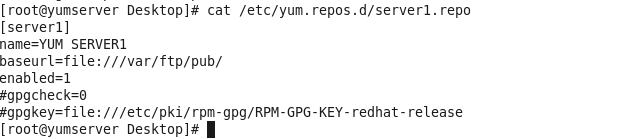 [root@yumserver Desktop]# cat /etc/yum.repos.d/server1.repo
[server1]
name=YUM SERVER1
baseurl=file:///var/ftp/pub/
enabled=1
#gpgcheck=0
#gpgkey=file:///etc/pki/rpm-gpg/RPM-GPG-KEY-redhat-release
[root@yumserver Desktop]#